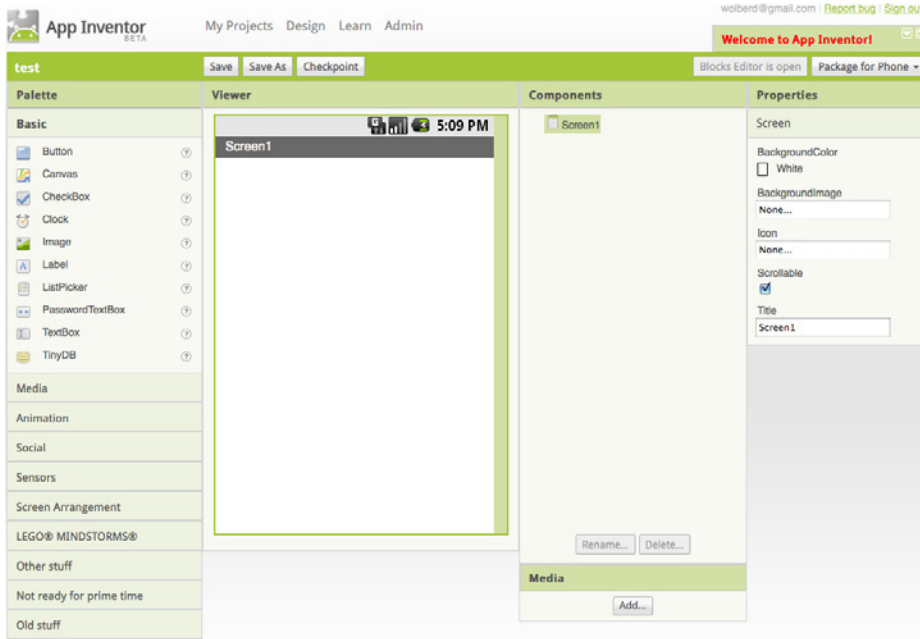 wolberd@gmail.com | Report bug | Sign ou
App Inventor
BETA
My Projects Design Learn Admin
Welcome to App Inventor!
test
Save Save As Checkpoint
Blocks Editor is open Package for Phone
Palette
Basic
Button
Canvas
CheckBox
Clock
Image
Label
ListPicker
PasswordTextBox
TextBox
TinyDB
Media
Animation
Social
Sensors
Screen Arrangement
LEGO® MINDSTORMS®
Other stuff
Not ready for prime time
Old stuff
Viewer
5:09 PM
Screen1
Components
Screen1
Rename... Delete...
Media
Add...
Properties
Screen
BackgroundColor
White
BackgroundImage
None...
Icon
None...
Scrollable
Title
Screen1